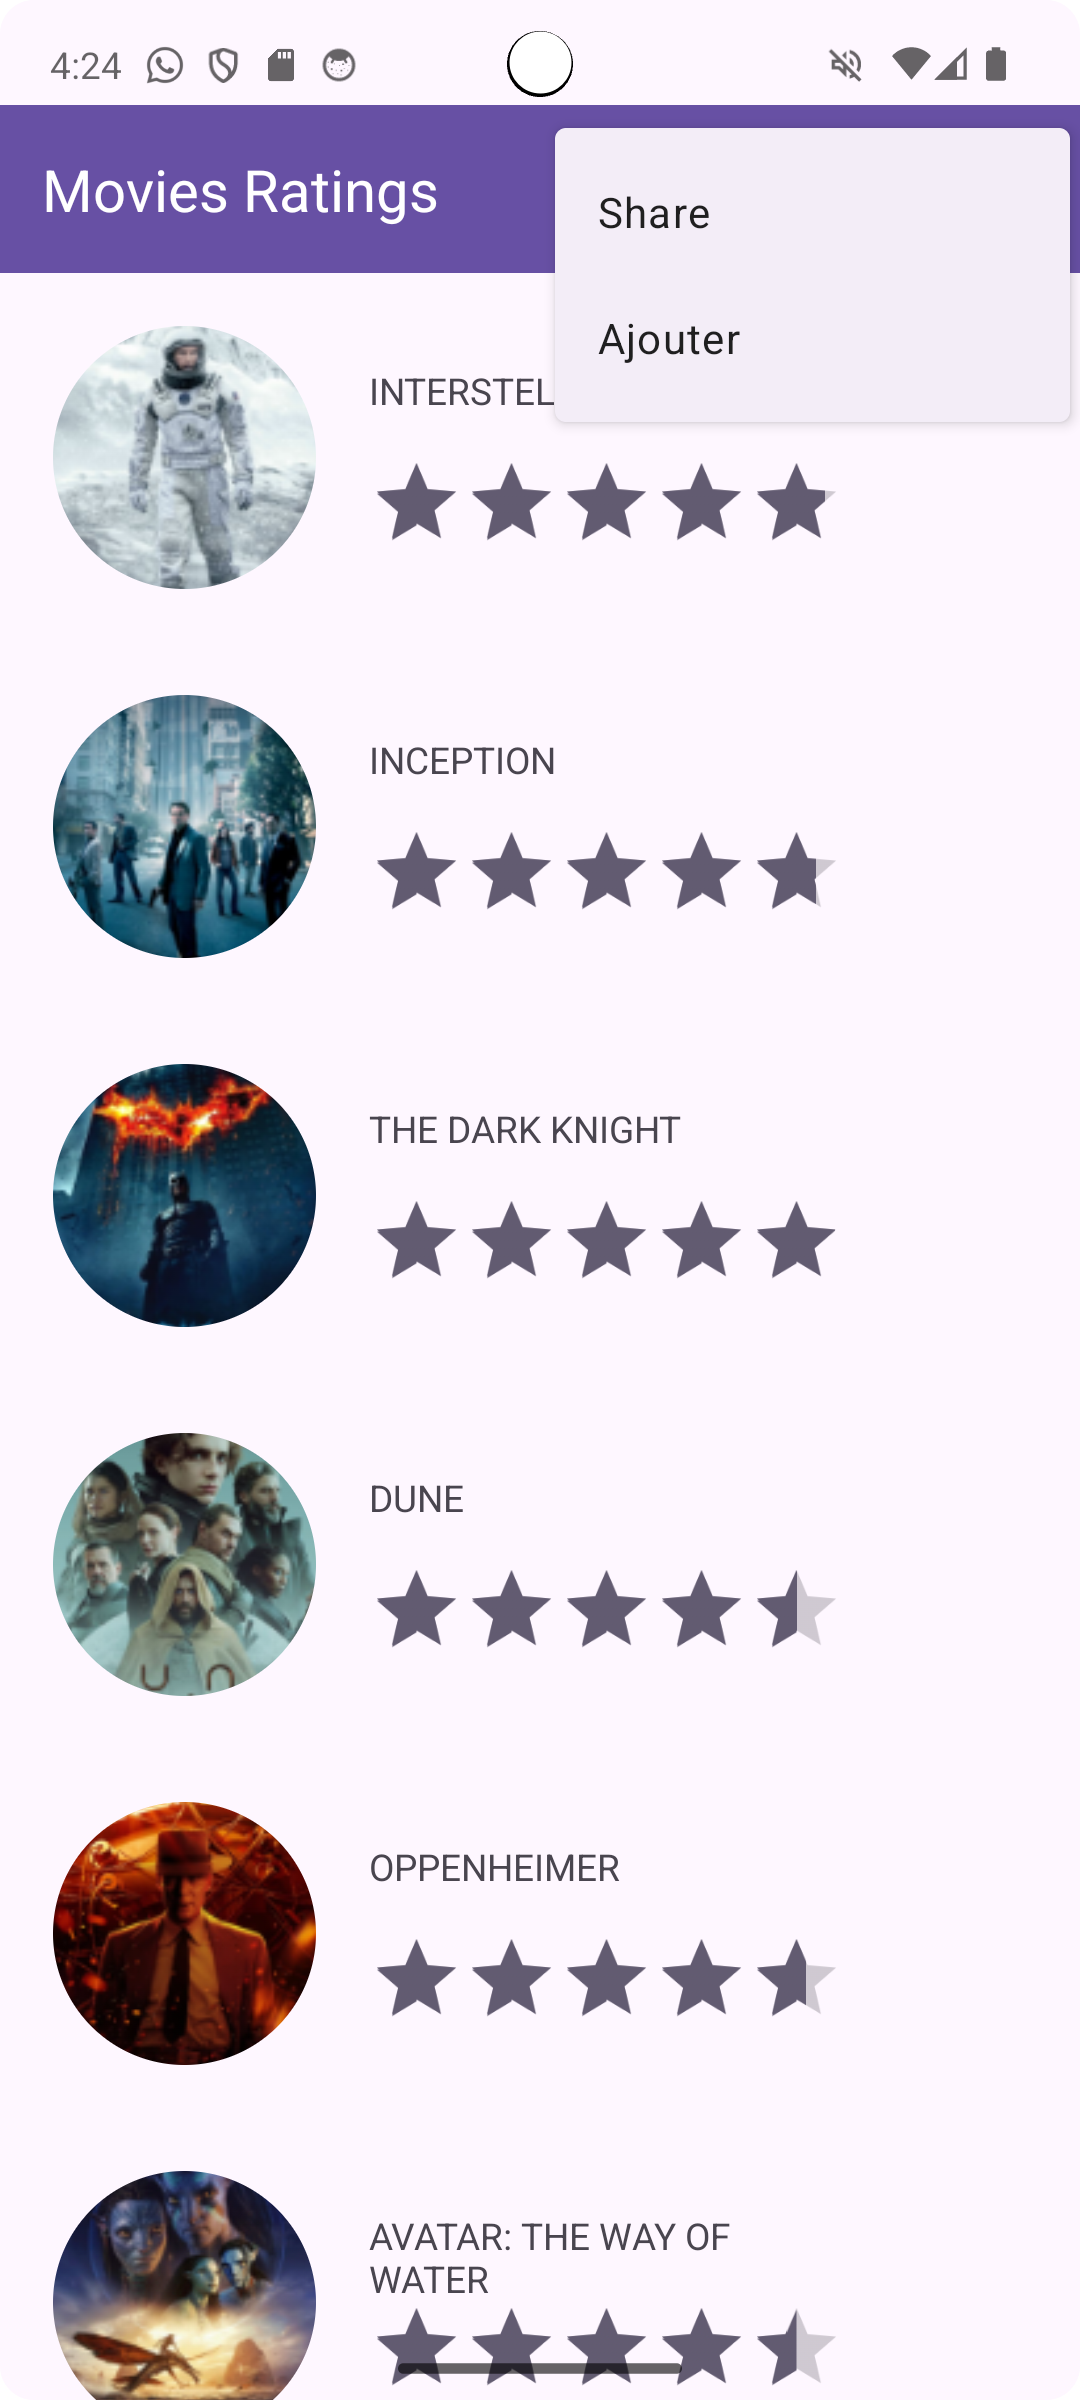 4:24
Movies Ratings
Share
Ajouter
INTERSTEL
INCEPTION
THE DARK KNIGHT
DUNE
OPPENHEIMER
AVATAR: THE WAY OF
WATER